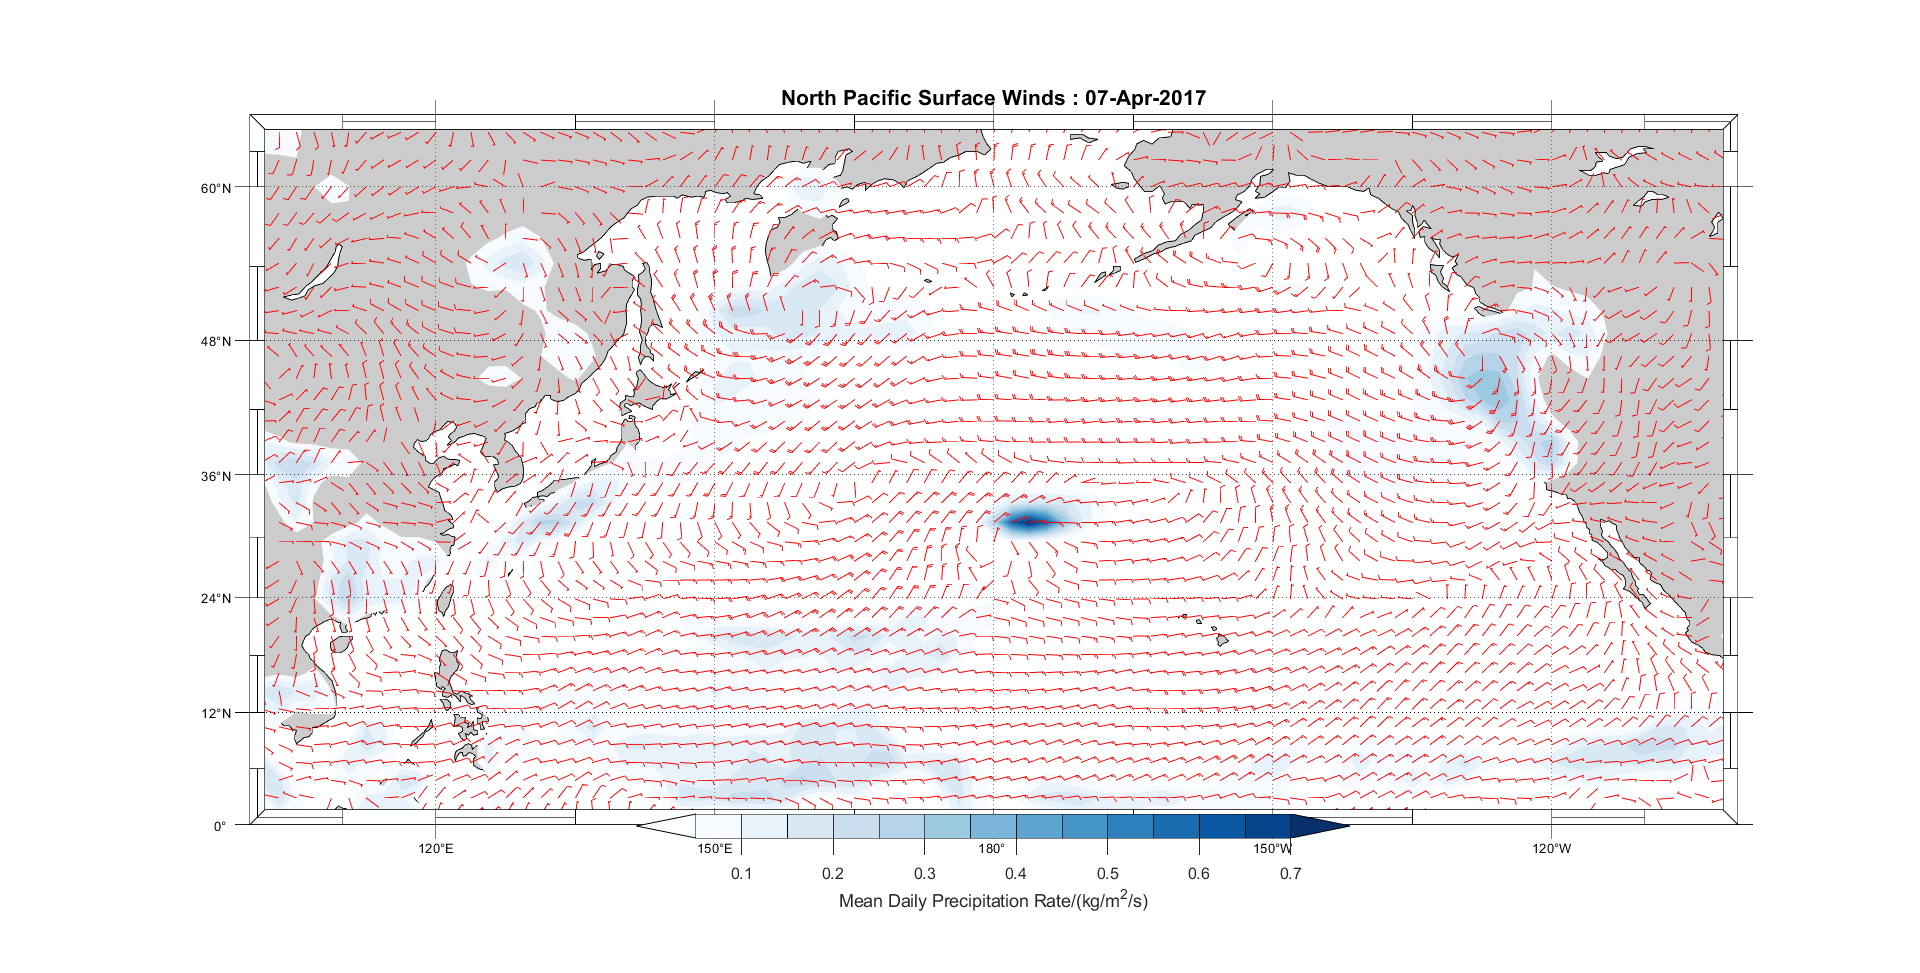 North Pacific Surface Winds : 07-Apr-2017
60°N
48°N
36°N
24°N
12°N
0°
120°E
150°E
180°
150°W
120°W
0.1
0.2
0.3
0.4
0.5
0.6
0.7
Mean Daily Precipitation Rate/(kg/m²/s)